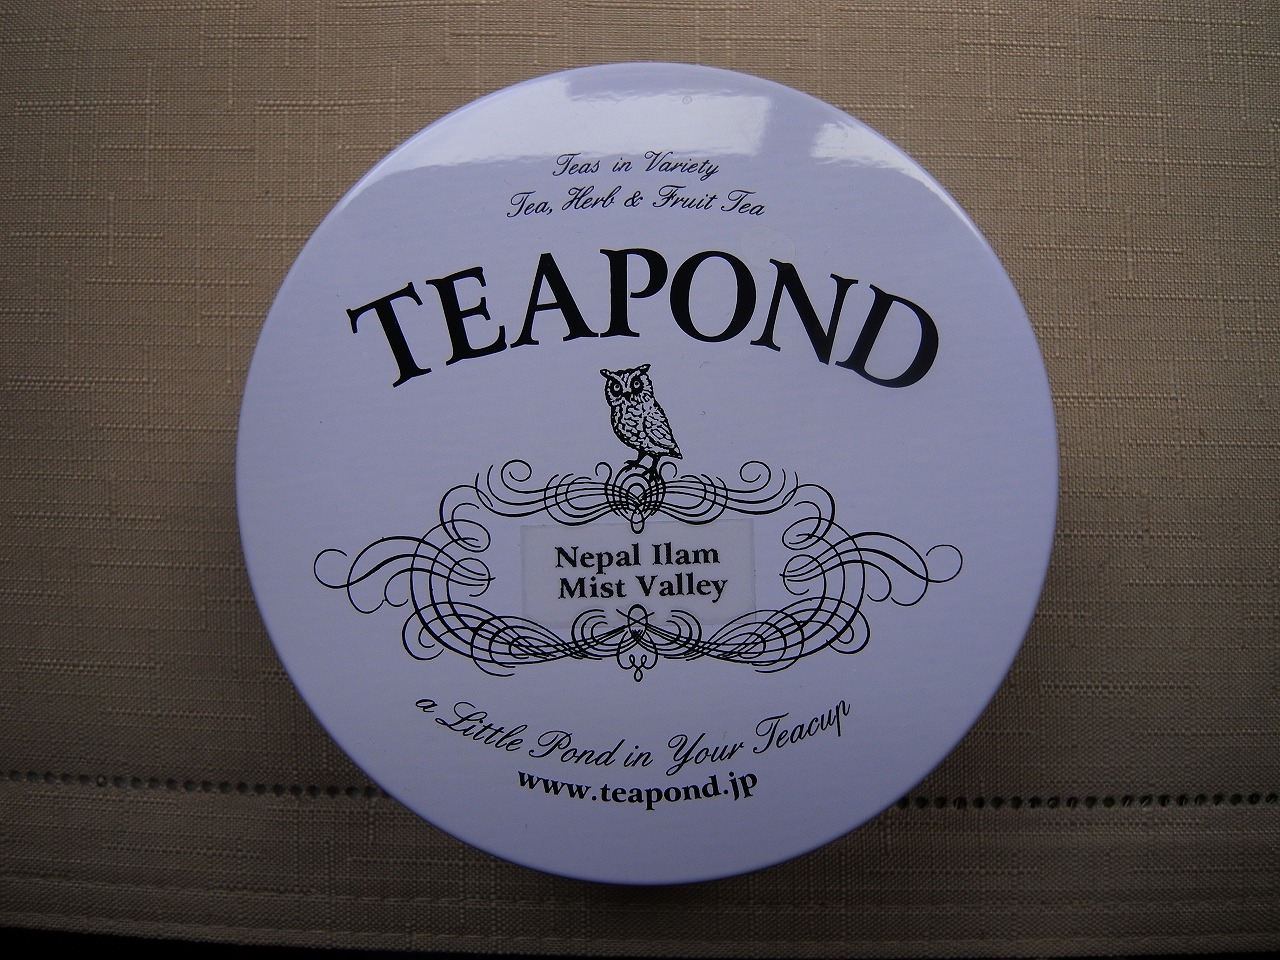 Teas in Variety
Tea, Herb & Fruit Tea
TEAPOND
Nepal Ilam
Mist Valley
a Little Pond in Your Teacup
www.teapond.jp